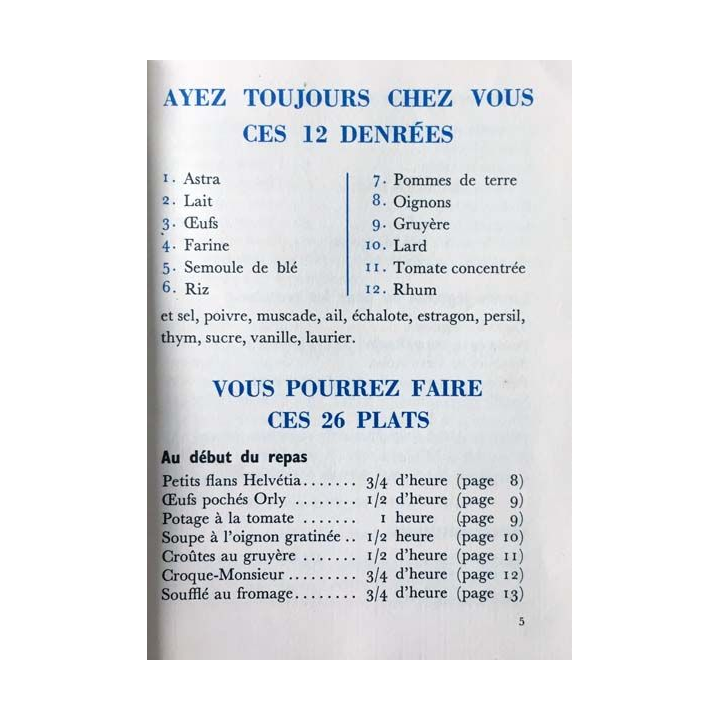 AYEZ TOUJOURS CHEZ VOUS
CES 12 DENRÉES
1. Astra
2. Lait
3. Œufs
4. Farine
5. Semoule de blé
6. Riz
7. Pommes de terre
8. Oignons
9. Gruyère
10. Lard
11. Tomate concentrée
12. Rhum
et sel, poivre, muscade, ail, échalote, estragon, persil,
thym, sucre, vanille, laurier.
VOUS POURREZ FAIRE
CES 26 PLATS
Au début du repas
Petits flans Helvétia....... 3/4 d'heure (page 8)
Œufs pochés Orly ........ 1/2 d'heure (page 9)
Potage à la tomate ....... 1 heure (page 9)
Soupe à l'oignon gratinée .. 1/2 heure (page 10)
Croûtes au gruyère ....... 1/2 d'heure (page 11)
Croque-Monsieur ......... 3/4 d'heure (page 12)
Soufflé au fromage........ 3/4 d'heure (page 13)
5